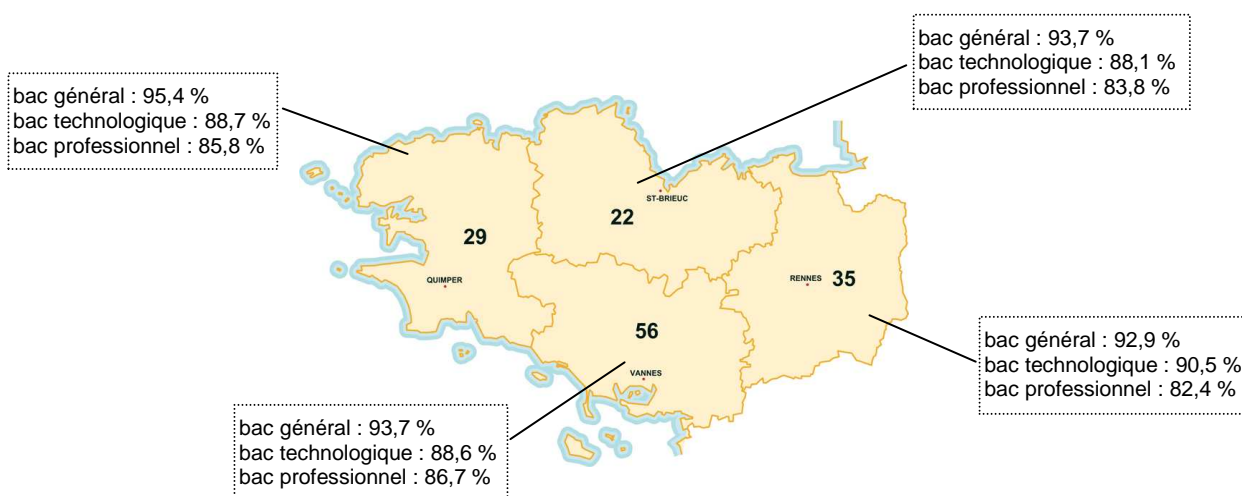 bac général : 93,7 %
bac technologique : 88,1 %
bac professionnel : 83,8 %
bac général : 95,4 %
bac technologique : 88,7 %
bac professionnel : 85,8 %
ST-BRIEUC
22
29
QUIMPER
RENNES
35
56
VANNES
bac général : 92,9 %
bac technologique : 90,5 %
bac professionnel : 82,4 %
bac général : 93,7 %
bac technologique : 88,6 %
bac professionnel : 86,7 %